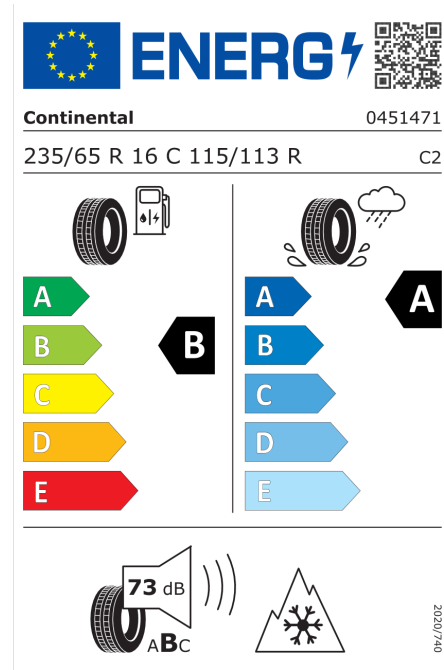 ENERG
Continental 0451471
235/65 R 16 C 115/113 R C2
A A A
B B B
C C
D D
E E
73 dB
ABC
2020/740